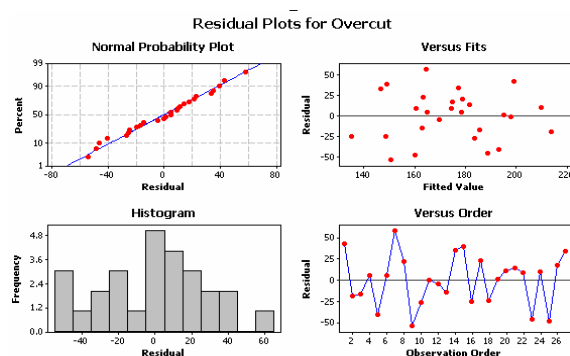 Residual Plots for Overcut
Normal Probability Plot
99
90
50
10
1
Percent
-80 -40 0 40 80
Residual
Versus Fits
50
25
0
-25
-50
Residual
140 160 180 200 220
Fitted Value
Histogram
4.8
3.6
2.4
1.2
0.0
Frequency
-40 -20 0 20 40 60
Residual
Versus Order
50
25
0
-25
-50
Residual
2 4 6 8 10 12 14 16 18 20 22 24 26
Observation Order